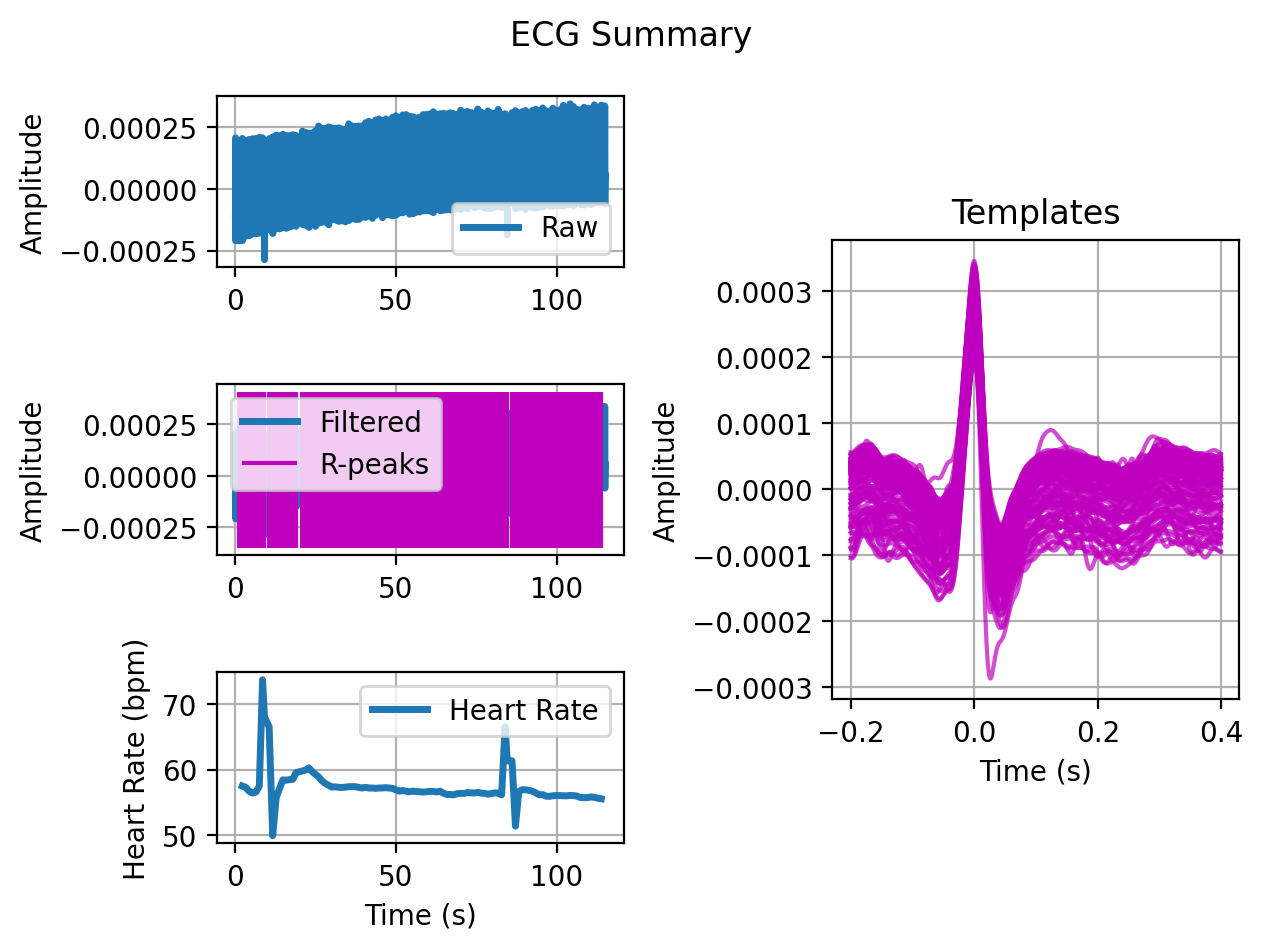 ECG Summary
Amplitude
0.00025
0.00000
−0.00025
Raw
0
50
100
Amplitude
0.00025
0.00000
−0.00025
Filtered
R-peaks
0
50
100
Heart Rate (bpm)
70
60
50
Heart Rate
0
50
100
Time (s)
Templates
Amplitude
0.0003
0.0002
0.0001
0.0000
−0.0001
−0.0002
−0.0003
−0.2
0.0
0.2
0.4
Time (s)